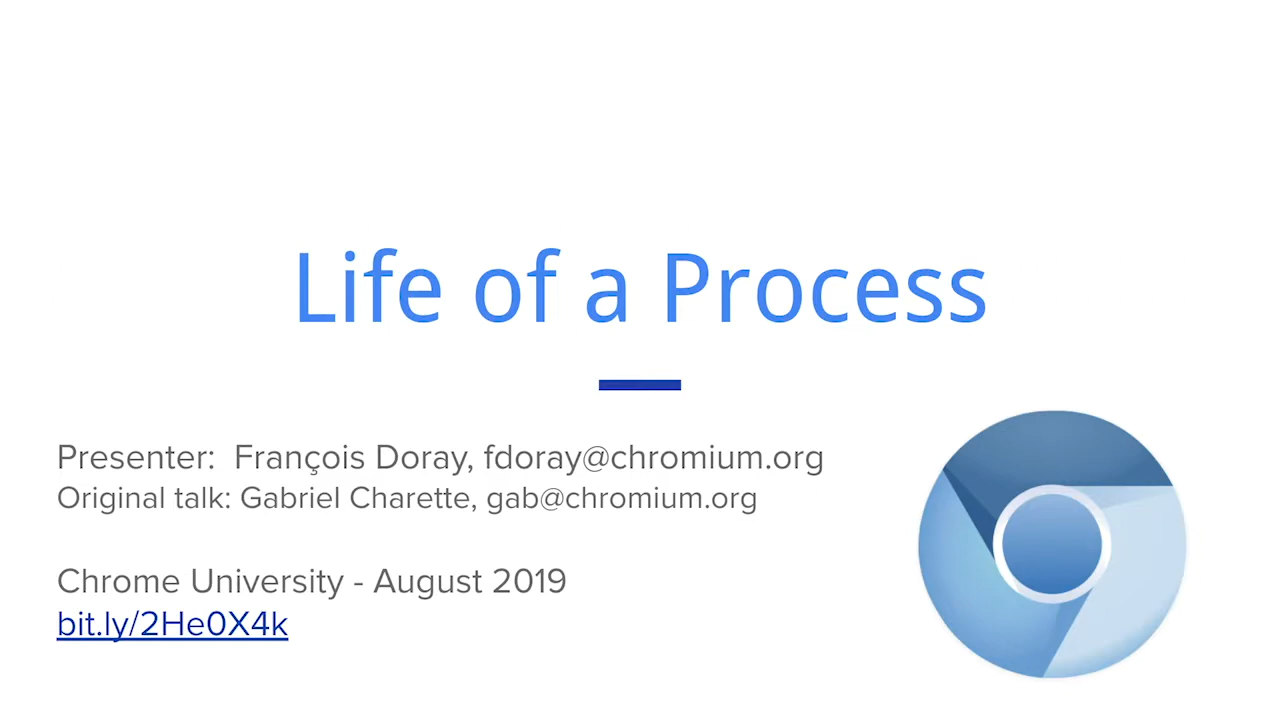 Life of a Process
Presenter:  François Doray, fdoray@chromium.org
Original talk: Gabriel Charette, gab@chromium.org
Chrome University - August 2019
bit.ly/2He0X4k